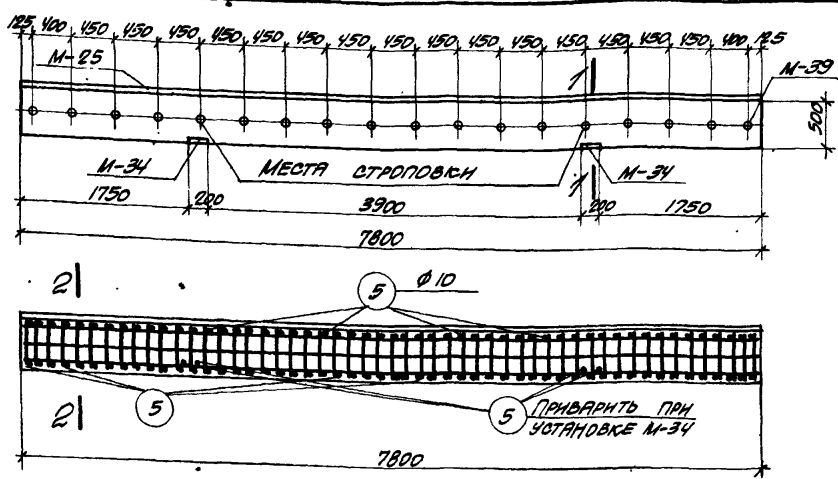 125 400 450 450 450 450 450 450 450 450 450 450 450 450 450 450 450 400 125
М-25
1
М-39
500
М-34
МЕСТА СТРОПОВКИ
1
М-34
1750 200 3900 200 1750
7800
2
5 Ф10
2
5
5 ПРИВАРИТЬ ПРИ
УСТАНОВКЕ М-34
7800